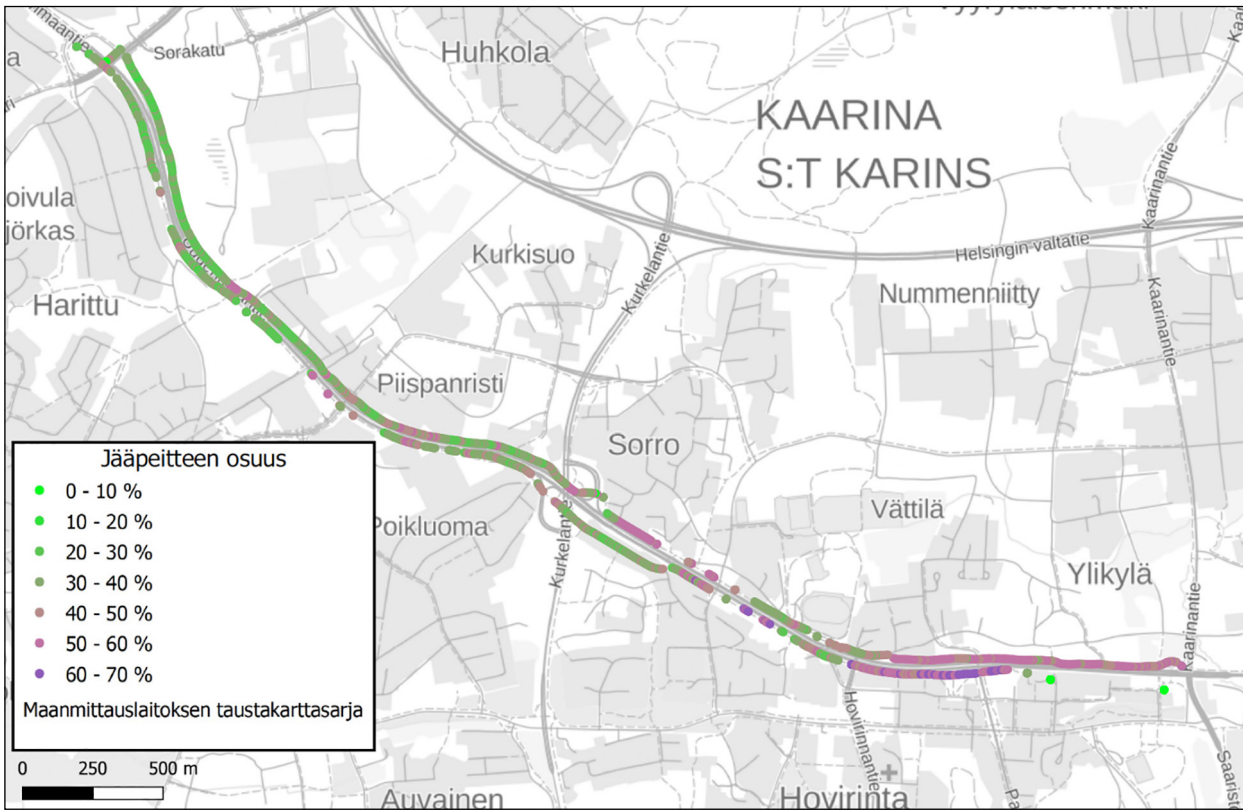 Sorakatu
Huhkola
KAARINA
S:T KARINS
Kaarinantie
Kurkelantie
Helsingin valtatie
Kurkisuo
Nummenniitty
Kaarinantie
Harittu
Piispanristi
Sorro
Vättilä
Poikluoma
Ylikylä
Kurkelantie
Kaarinantie
Hovirinnantie
Auvainen
Hovirinta
Jääpeitteen osuus
0 - 10 %
10 - 20 %
20 - 30 %
30 - 40 %
40 - 50 %
50 - 60 %
60 - 70 %
Maanmittauslaitoksen taustakarttasarja
0 250 500 m